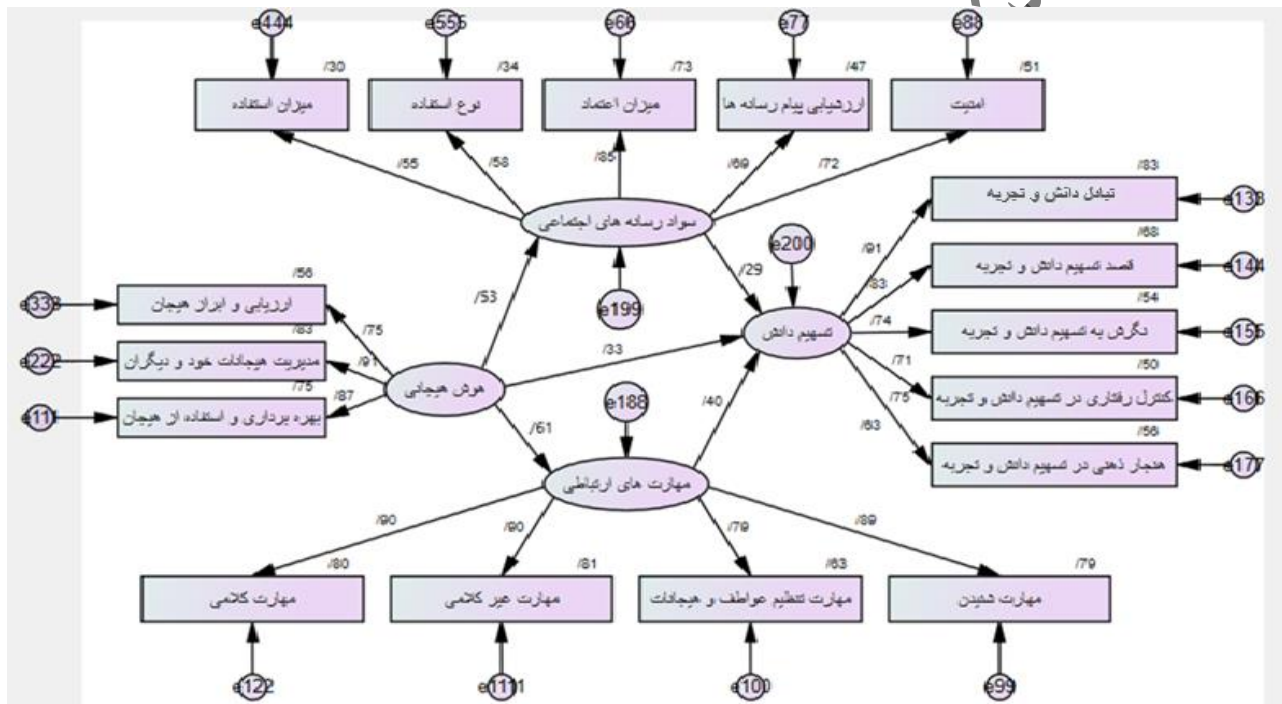 e444 e555 e66 e77 e88
/30 /34 /73 /47 /51
میزان استفاده
نوع استفاده
میزان اعتماد
ارزشیابی پیام رسانه ها
امنیت
/55 /58 /85 /69 /72
سواد رسانه های اجتماعی
e199
e200
/53 /29 /33
/83
تبادل دانش و تجربه
e133
/68
قصد تسهیم دانش و تجربه
e144
/54
نگرش به تسهیم دانش و تجربه
e155
/50
کنترل رفتاری در تسهیم دانش و تجربه
e166
/56
هنجار ذهنی در تسهیم دانش و تجربه
e177
/91 /83 /74 /71 /75 /63
تسهیم دانش
/56
ارزیابی و ابراز هیجان
e333
/83
مدیریت هیجانات خود و دیگران
e222
/75
بهره برداری و استفاده از هیجان
e111
/75 /91 /87
هوش هیجانی
/61 /40
e188
مهارت های ارتباطی
/90 /90 /79 /89
/80 /81 /63 /79
مهارت کلامی
مهارت غیر کلامی
مهارت تنظیم عواطف و هیجانات
مهارت شنیدن
e122 e1111 e100 e99